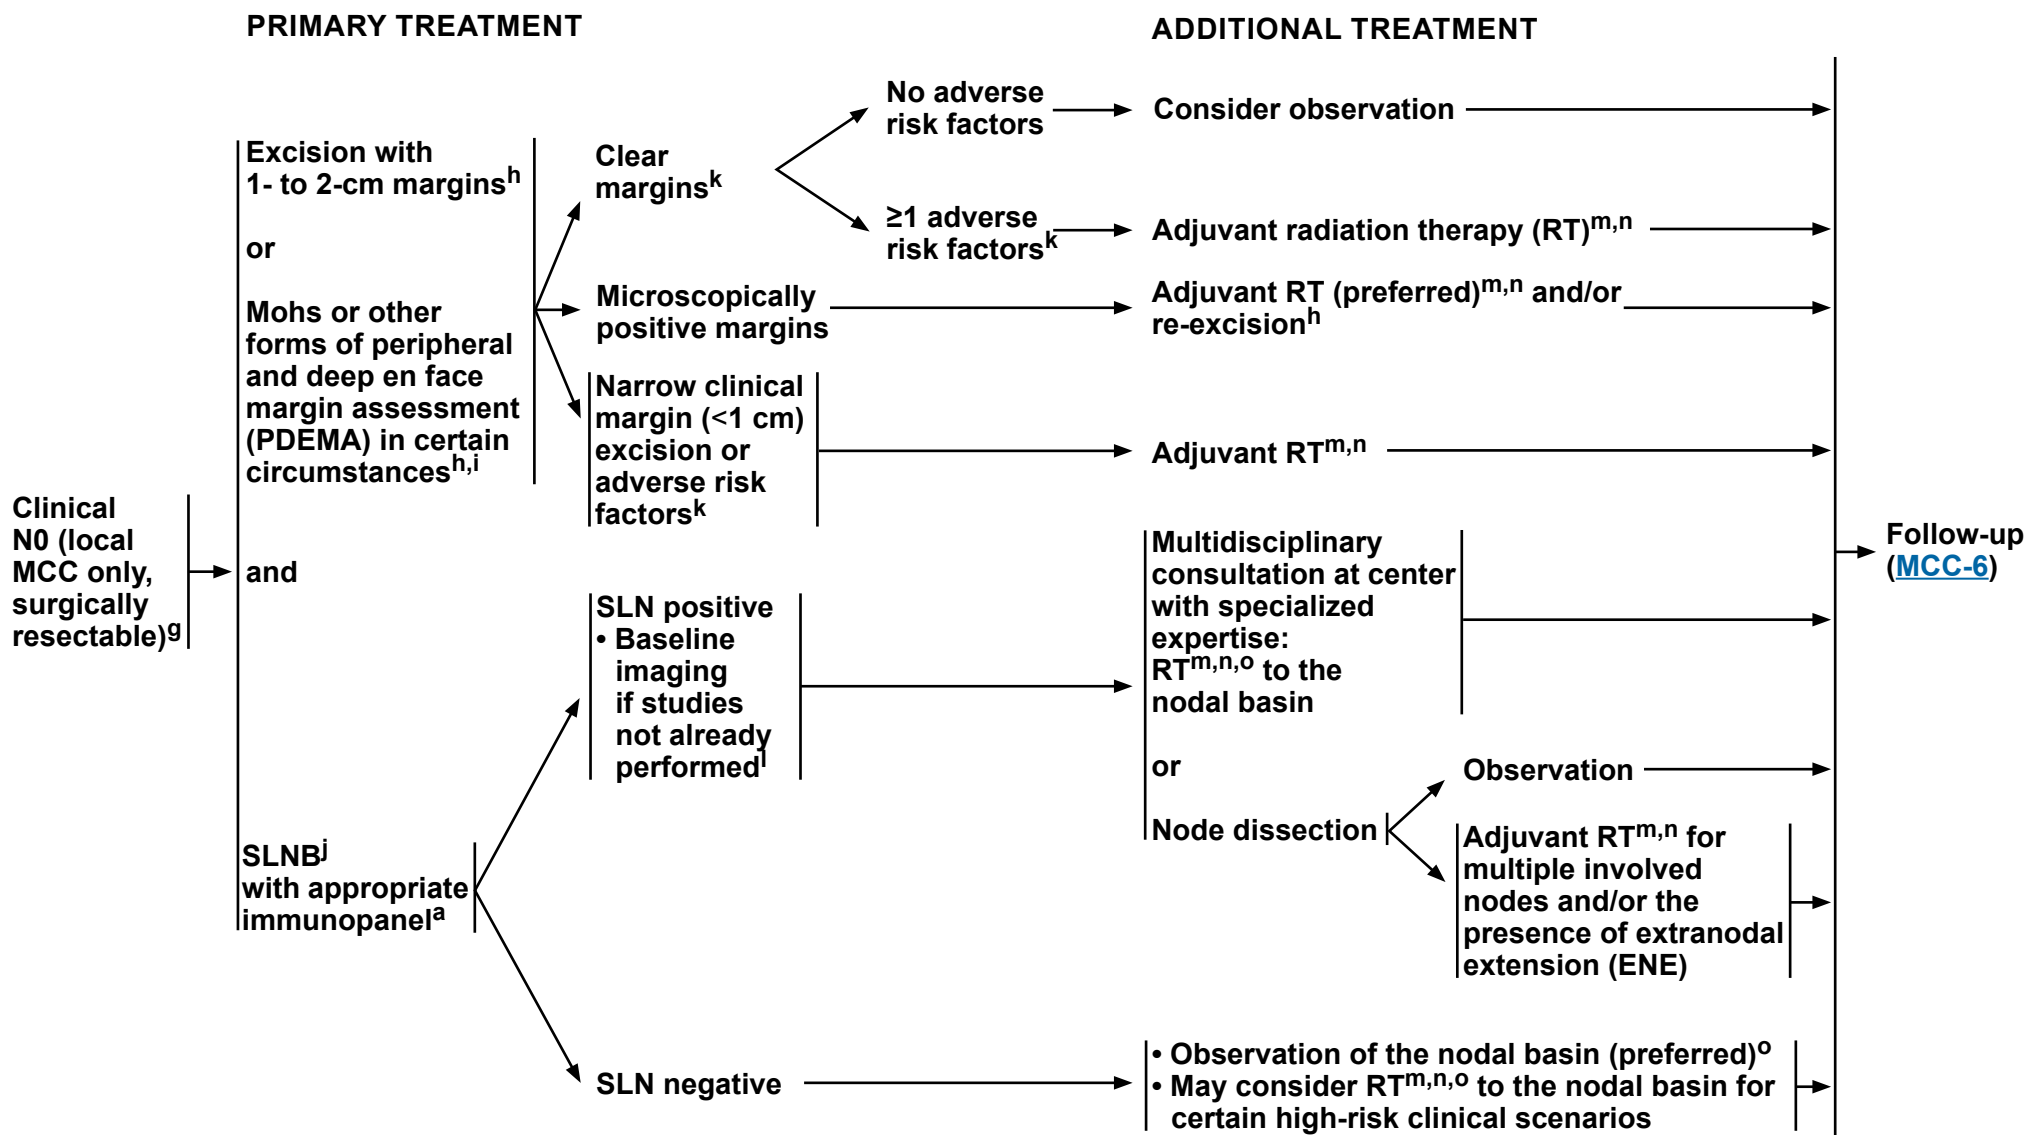 PRIMARY TREATMENT
ADDITIONAL TREATMENT
Clinical
N0 (local
MCC only,
surgically
resectable)g
Excision with
1- to 2-cm marginsh
or
Mohs or other
forms of peripheral
and deep en face
margin assessment
(PDEMA) in certain
circumstancesh,i
and
SLNBj
with appropriate
immunopanela
Clear
marginsk
No adverse
risk factors
Consider observation
≥1 adverse
risk factorsk
Adjuvant radiation therapy (RT)m,n
Microscopically
positive margins
Adjuvant RT (preferred)m,n and/or
re-excisionh
Narrow clinical
margin (<1 cm)
excision or
adverse risk
factorsk
Adjuvant RTm,n
SLN positive
• Baseline
imaging
if studies
not already
performedl
Multidisciplinary
consultation at center
with specialized
expertise:
RTm,n,o to the
nodal basin
or
Node dissection
Observation
Adjuvant RTm,n for
multiple involved
nodes and/or the
presence of extranodal
extension (ENE)
SLN negative
• Observation of the nodal basin (preferred)o
• May consider RTm,n,o to the nodal basin for
certain high-risk clinical scenarios
Follow-up
(MCC-6)